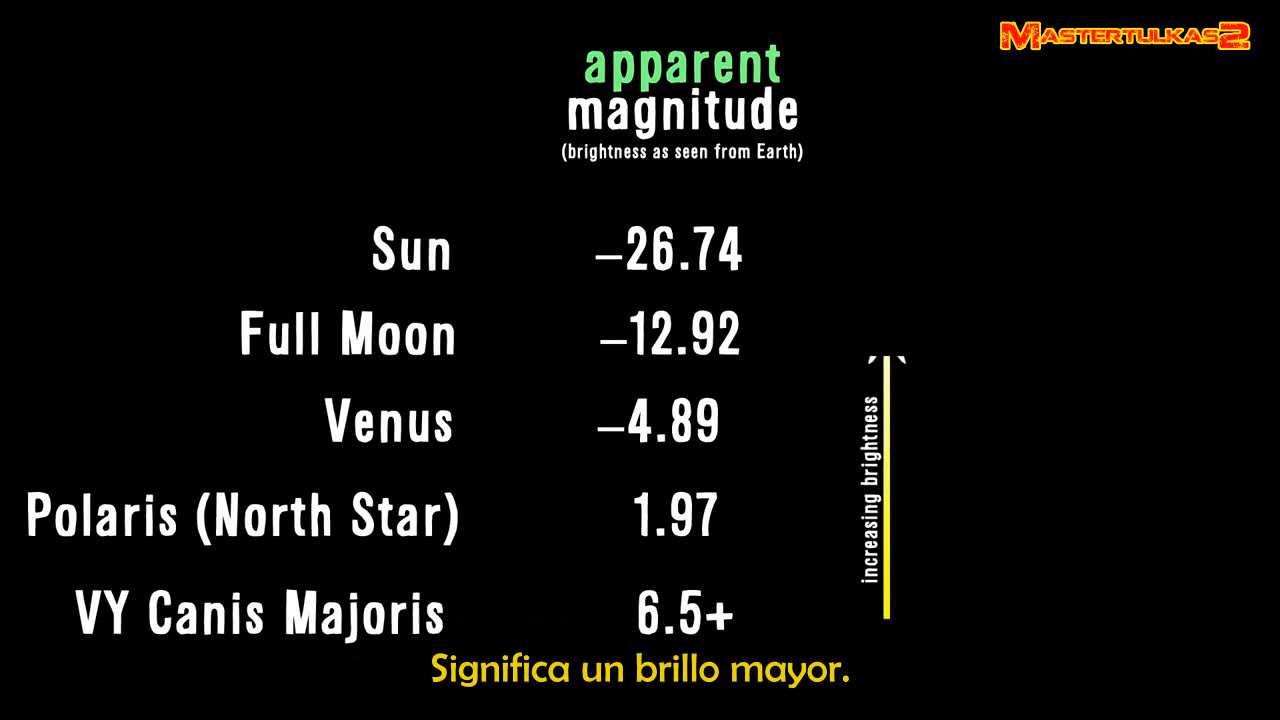 MASTERTULKAS2
apparent
magnitude
(brightness as seen from Earth)
Sun –26.74
Full Moon –12.92
Venus –4.89
Polaris (North Star) 1.97
VY Canis Majoris 6.5+
increasing brightness
Significa un brillo mayor.